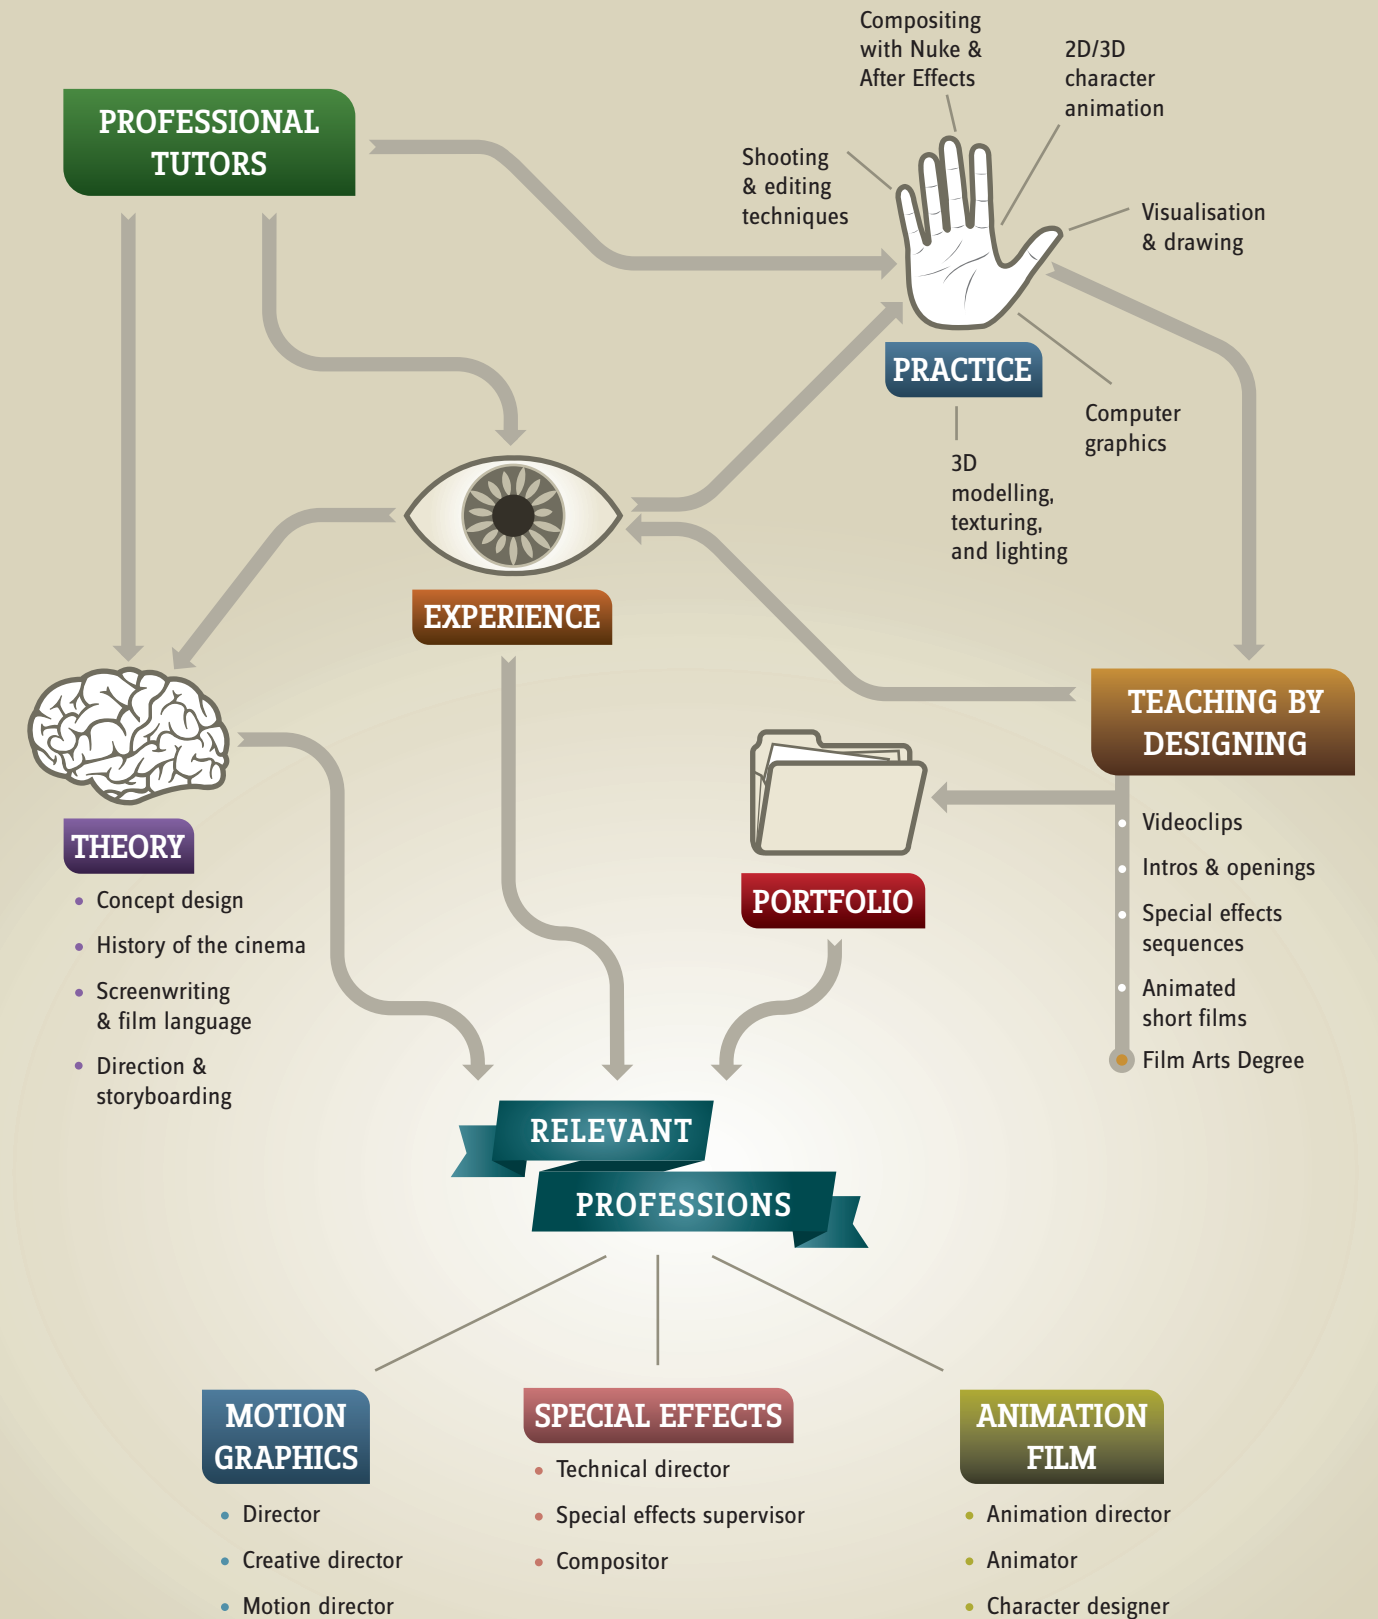 Compositing
with Nuke &
After Effects
2D/3D
character
animation
PROFESSIONAL
TUTORS
Shooting
& editing
techniques
Visualisation
& drawing
PRACTICE
Computer
graphics
3D
modelling,
texturing,
and lighting
EXPERIENCE
TEACHING BY
DESIGNING
Videoclips
Intros & openings
Special effects
sequences
Animated
short films
Film Arts Degree
THEORY
Concept design
History of the cinema
Screenwriting
& film language
Direction &
storyboarding
PORTFOLIO
RELEVANT
PROFESSIONS
MOTION
GRAPHICS
Director
Creative director
Motion director
SPECIAL EFFECTS
Technical director
Special effects supervisor
Compositor
ANIMATION
FILM
Animation director
Animator
Character designer